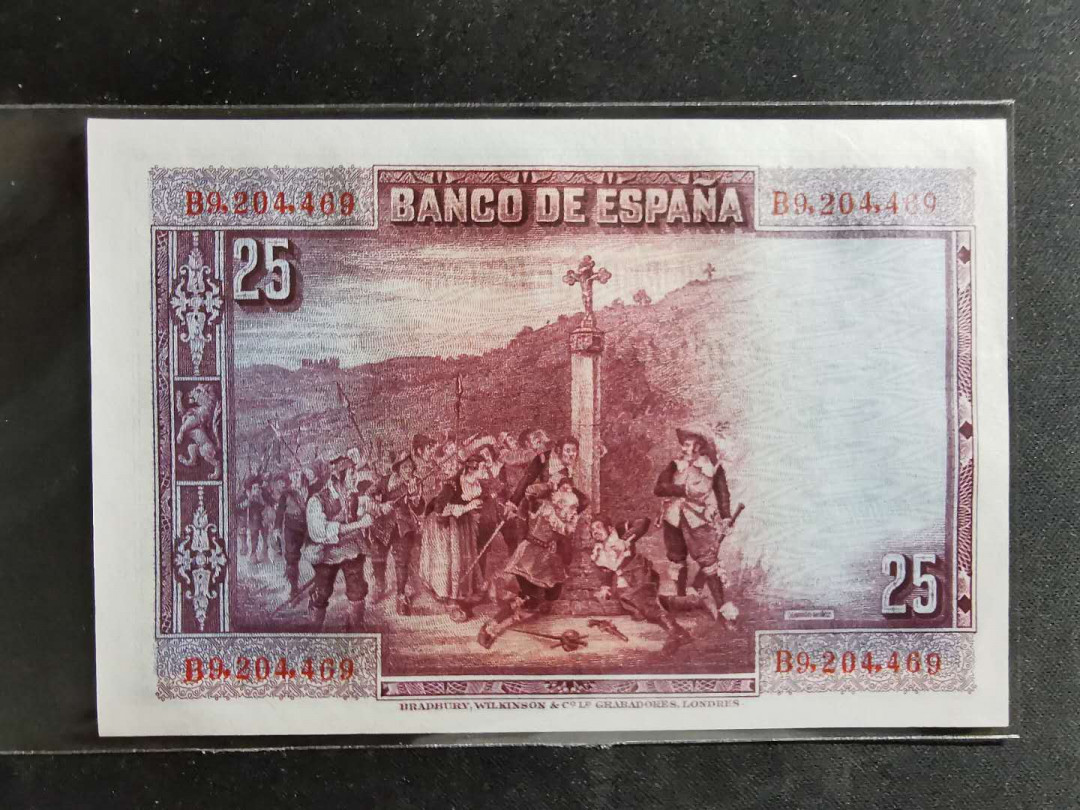 B9,204,469 BANCO DE ESPAÑA B9,204,469
25
25
B9,204,469 B9,204,469
BRADBURY, WILKINSON & Cº Lᴰ GRABADORES, LONDRES